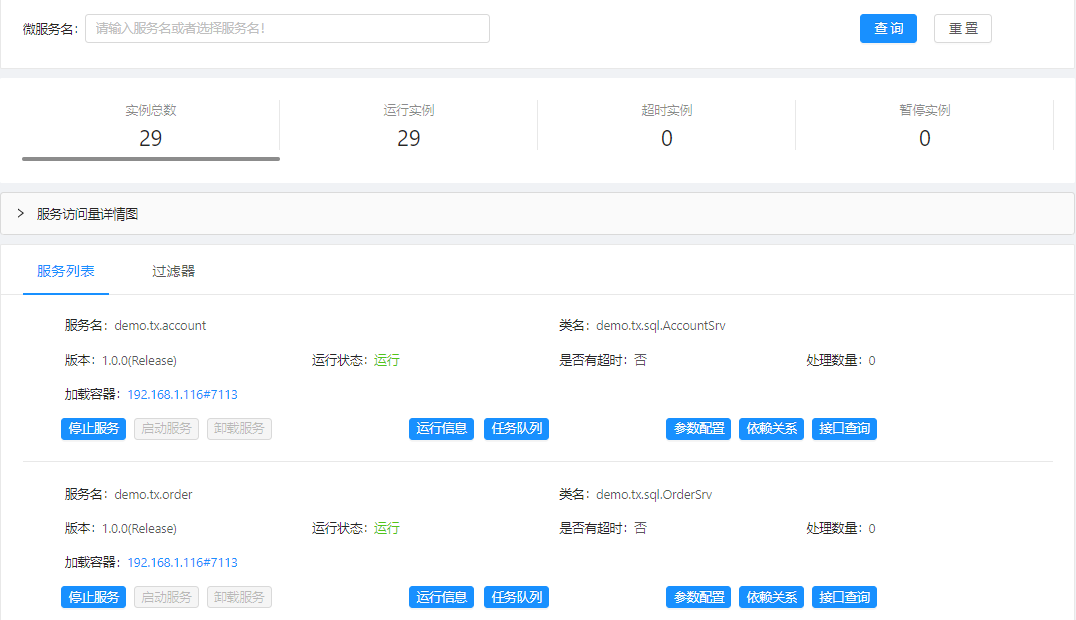 微服务名： 请输入服务名或者选择服务名！ 查 询 重 置
实例总数 运行实例 超时实例 暂停实例
29 29 0 0
服务访问量详情图
服务列表 过滤器
服务名：demo.tx.account 类名：demo.tx.sql.AccountSrv
版本：1.0.0(Release) 运行状态：运行 是否有超时：否 处理数量：0
加载容器：192.168.1.116#7113
停止服务 启动服务 卸载服务 运行信息 任务队列 参数配置 依赖关系 接口查询
服务名：demo.tx.order 类名：demo.tx.sql.OrderSrv
版本：1.0.0(Release) 运行状态：运行 是否有超时：否 处理数量：0
加载容器：192.168.1.116#7113
停止服务 启动服务 卸载服务 运行信息 任务队列 参数配置 依赖关系 接口查询